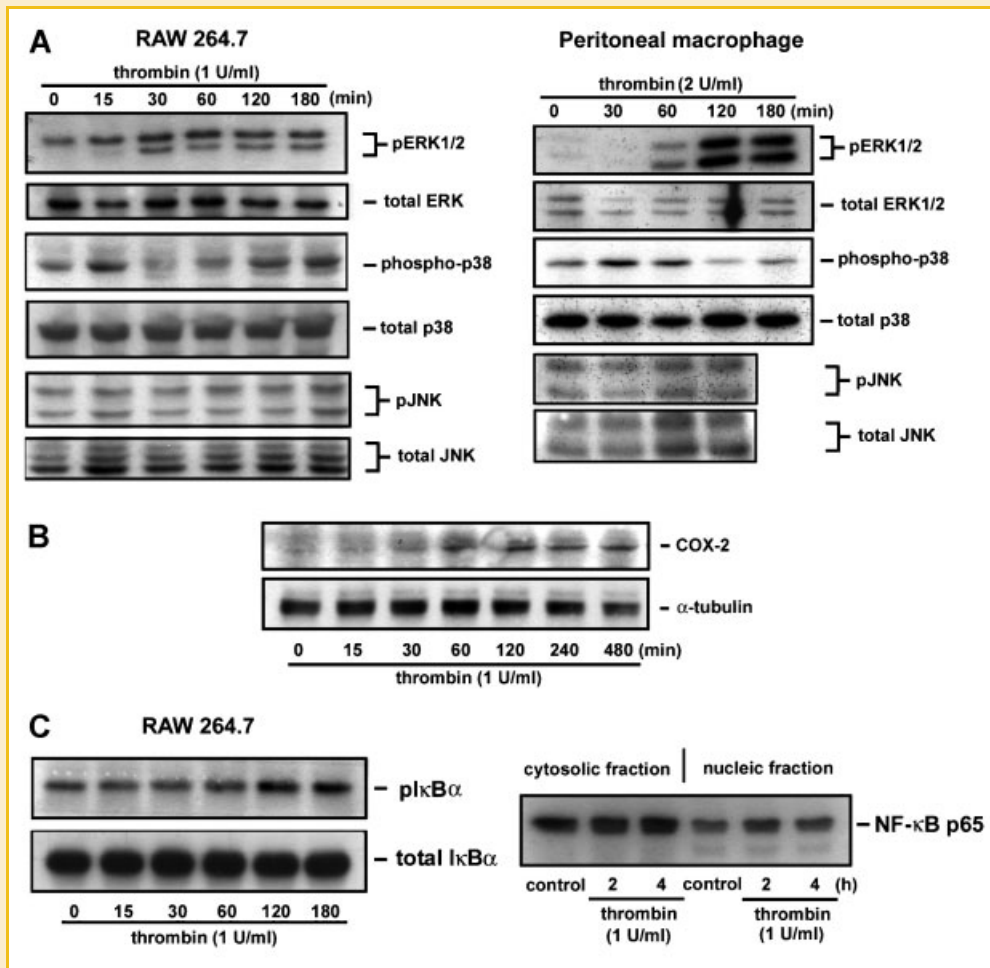 A
RAW 264.7
thrombin (1 U/ml)
0 15 30 60 120 180 (min)
pERK1/2
total ERK
phospho-p38
total p38
pJNK
total JNK
Peritoneal macrophage
thrombin (2 U/ml)
0 30 60 120 180 (min)
pERK1/2
total ERK1/2
phospho-p38
total p38
pJNK
total JNK
B
COX-2
α-tubulin
0 15 30 60 120 240 480 (min)
thrombin (1 U/ml)
C
RAW 264.7
pIκBα
total IκBα
0 15 30 60 120 180
thrombin (1 U/ml)
cytosolic fraction nucleic fraction
NF-κB p65
control 2 4 control 2 4 (h)
thrombin thrombin
(1 U/ml) (1 U/ml)